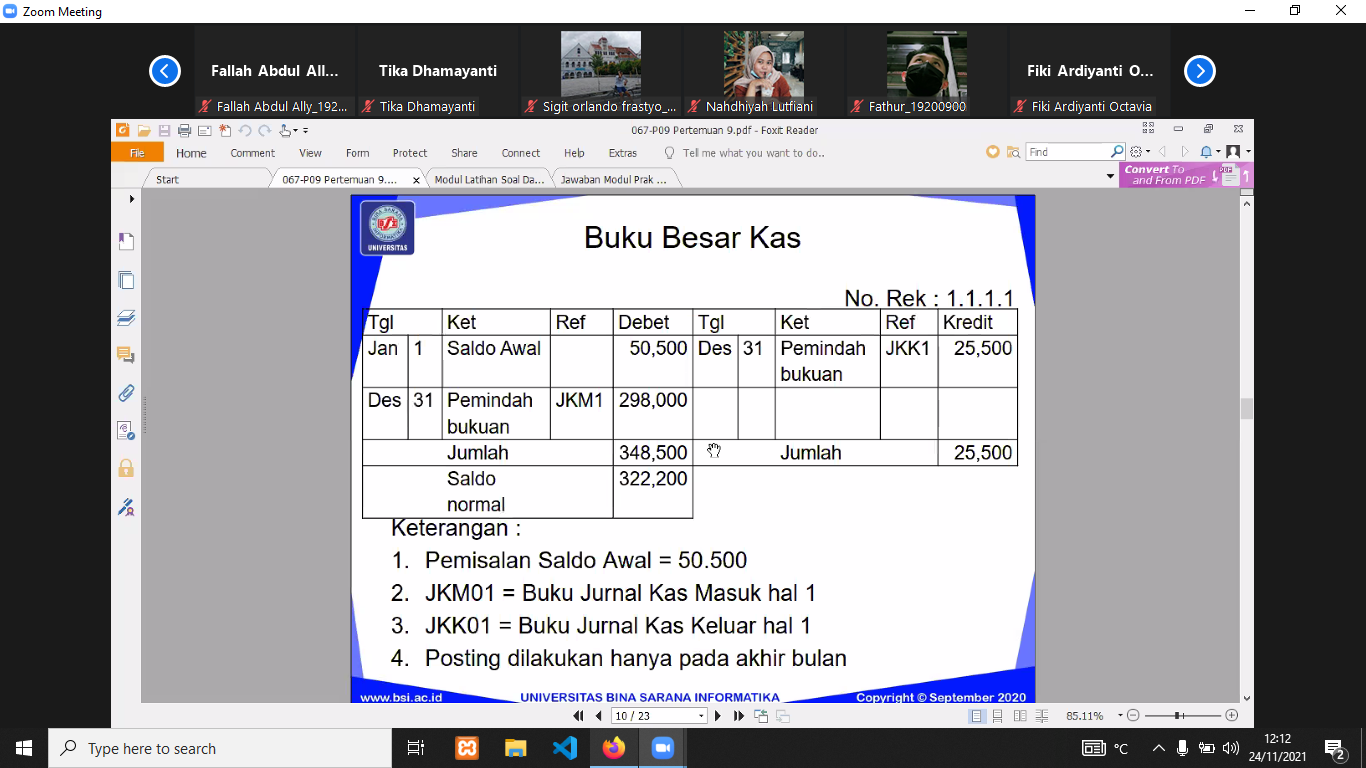 Zoom Meeting
Fallah Abdul All...
Tika Dhamayanti
Fiki Ardiyanti O...
Fallah Abdul Ally_192...
Tika Dhamayanti
Sigit orlando frastyo_...
Nahdhiyah Lutfiani
Fathur_19200900
Fiki Ardiyanti Octavia
067-P09 Pertemuan 9.pdf - Foxit Reader
File Home Comment View Form Protect Share Connect Help Extras Tell me what you want to do.. Find
Start 067-P09 Pertemuan 9.... Modul Latihan Soal Da... Jawaban Modul Prak ...
Convert To
and From PDF
PDF
BINA SARANA INFORMATIKA
UNIVERSITAS
Buku Besar Kas
No. Rek : 1.1.1.1
Tgl Ket Ref Debet Tgl Ket Ref Kredit
Jan 1 Saldo Awal 50,500 Des 31 Pemindah JKK1 25,500
bukuan
Des 31 Pemindah JKM1 298,000
bukuan
Jumlah 348,500 Jumlah 25,500
Saldo 322,200
normal
Keterangan :
1. Pemisalan Saldo Awal = 50.500
2. JKM01 = Buku Jurnal Kas Masuk hal 1
3. JKK01 = Buku Jurnal Kas Keluar hal 1
4. Posting dilakukan hanya pada akhir bulan
www.bsi.ac.id UNIVERSITAS BINA SARANA INFORMATIKA Copyright © September 2020
10 / 23 85.11%
Type here to search
°C
12:12
24/11/2021
2